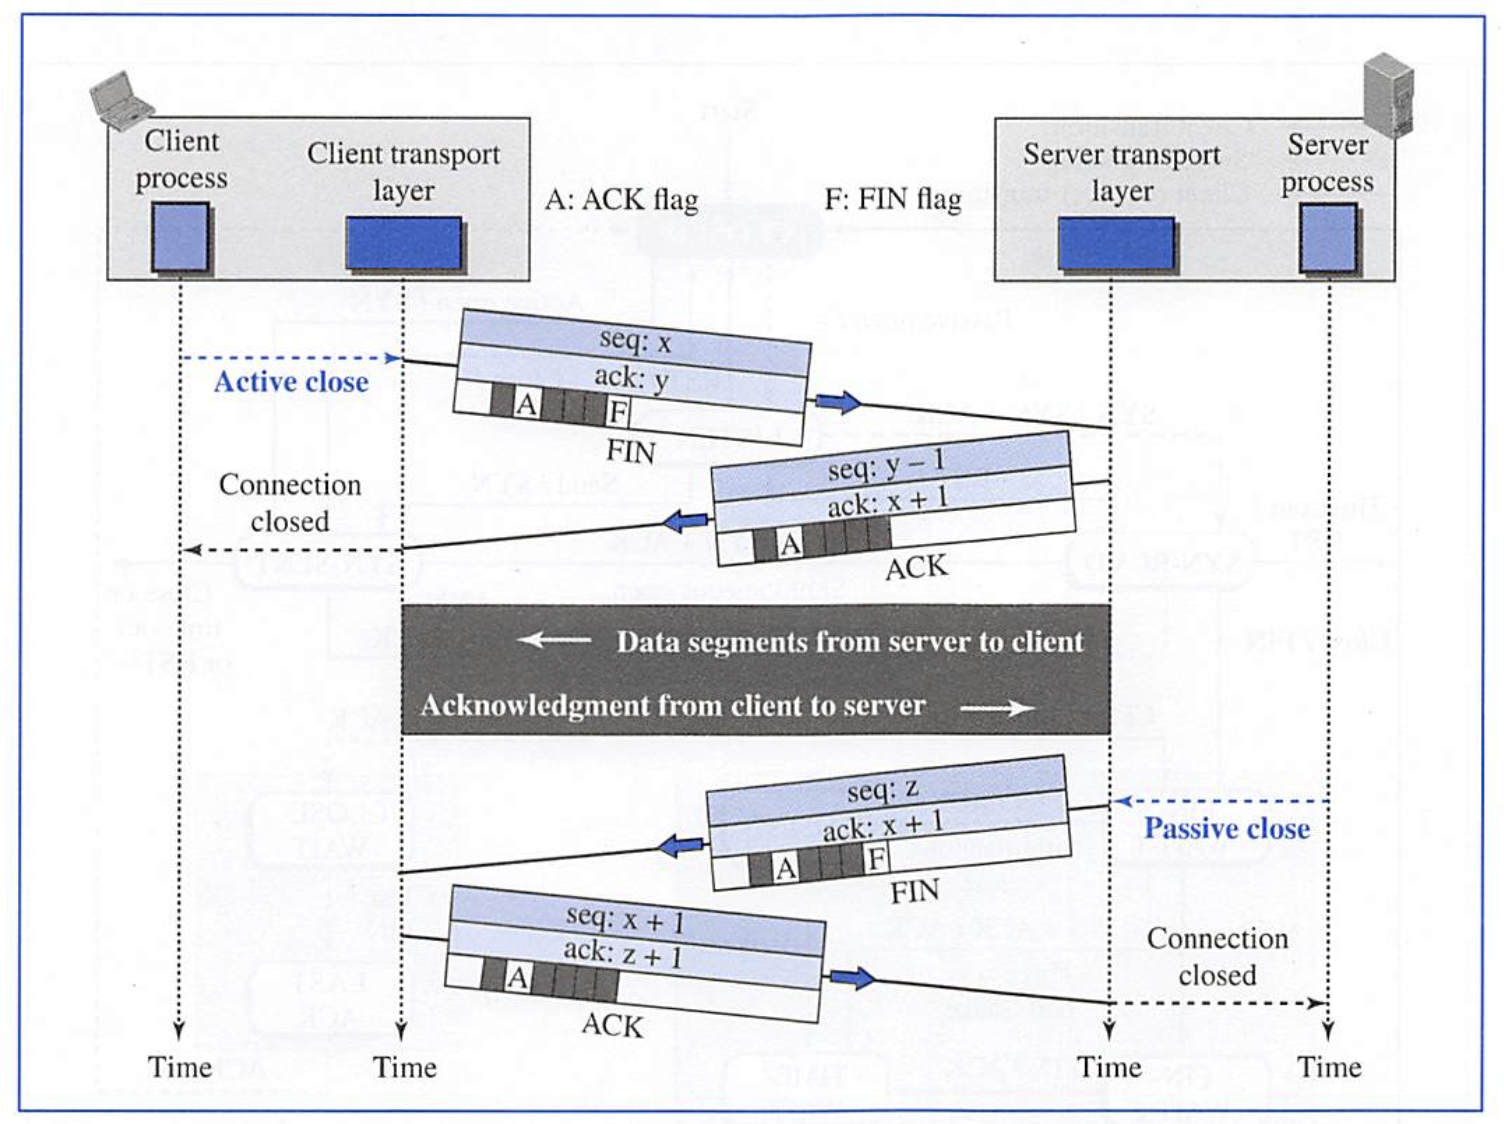 Client
process
Client transport
layer
A: ACK flag
F: FIN flag
Server transport
layer
Server
process
seq: x
ack: y
A
F
FIN
Active close
seq: y – 1
ack: x + 1
A
ACK
Connection
closed
Data segments from server to client
Acknowledgment from client to server
seq: z
ack: x + 1
A
F
FIN
Passive close
seq: x + 1
ack: z + 1
A
ACK
Connection
closed
Time
Time
Time
Time